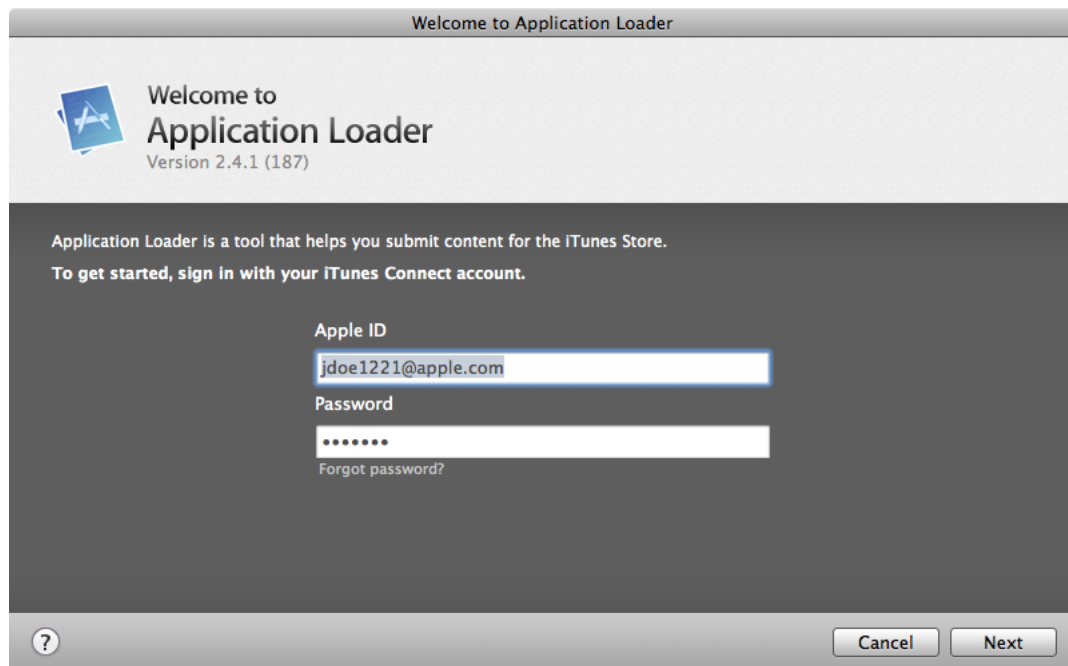 Welcome to Application Loader
Welcome to
Application Loader
Version 2.4.1 (187)
Application Loader is a tool that helps you submit content for the iTunes Store.
To get started, sign in with your iTunes Connect account.
Apple ID
jdoe1221@apple.com
Password
•••••••
Forgot password?
?
Cancel
Next